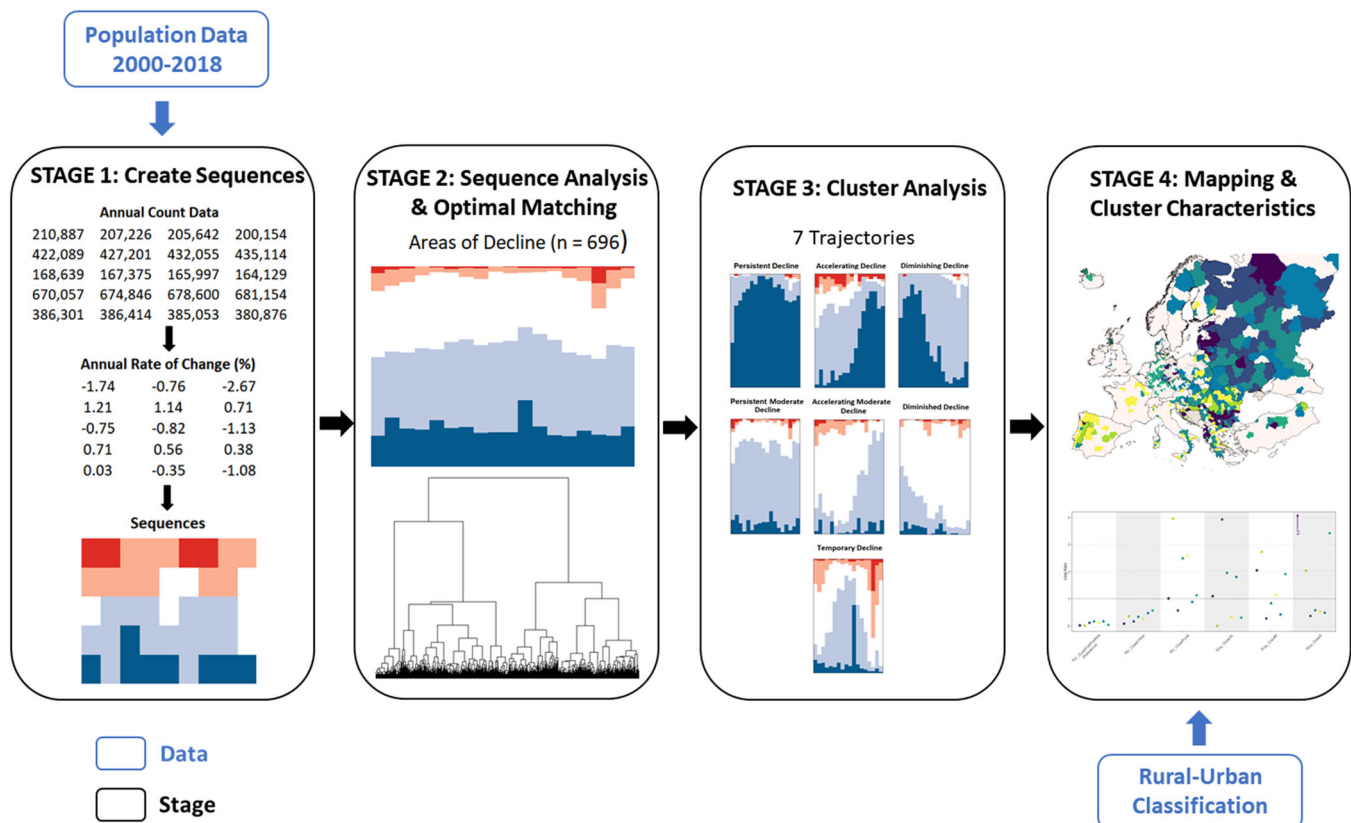 Population Data
2000-2018
STAGE 1: Create Sequences
Annual Count Data
210,887 207,226 205,642 200,154
422,089 427,201 432,055 435,114
168,639 167,375 165,997 164,129
670,057 674,846 678,600 681,154
386,301 386,414 385,053 380,876
Annual Rate of Change (%)
-1.74 -0.76 -2.67
1.21 1.14 0.71
-0.75 -0.82 -1.13
0.71 0.56 0.38
0.03 -0.35 -1.08
Sequences
STAGE 2: Sequence Analysis
& Optimal Matching
Areas of Decline (n = 696)
STAGE 3: Cluster Analysis
7 Trajectories
Persistent Decline
Accelerating Decline
Diminishing Decline
Persistent Moderate
Decline
Accelerating Moderate
Decline
Diminished Decline
Temporary Decline
STAGE 4: Mapping &
Cluster Characteristics
Data
Stage
Rural-Urban
Classification